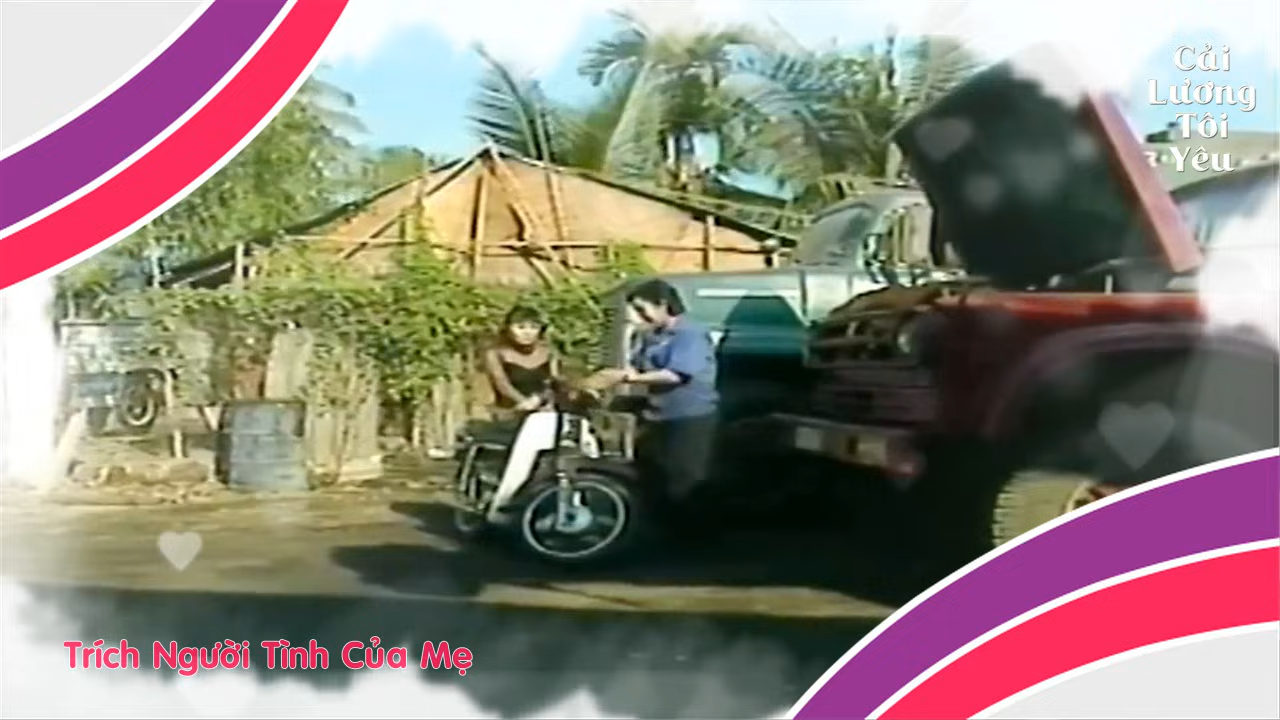 Cải
Lương
Tôi
Yêu
Trích Người Tình Của Mẹ